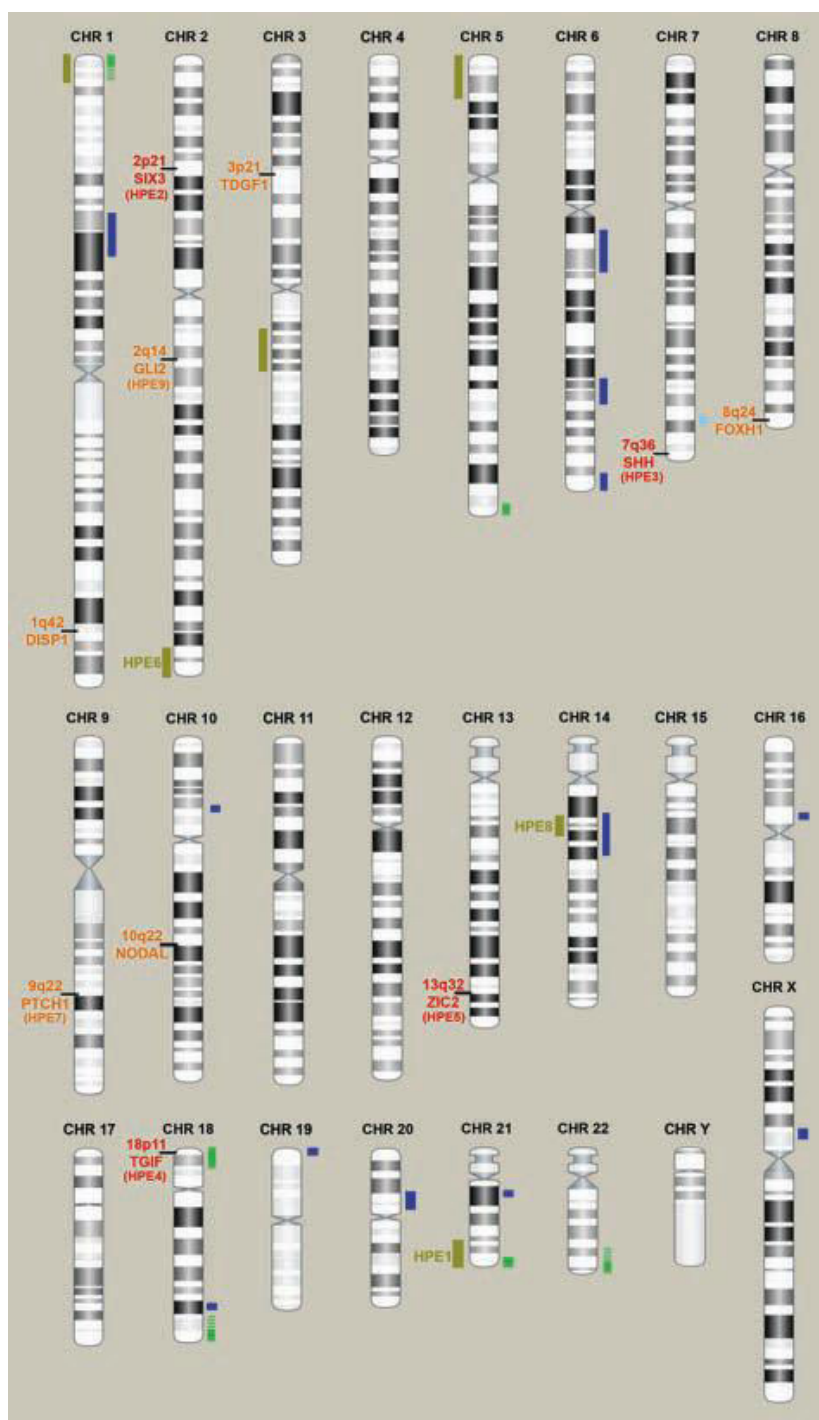 CHR 1
CHR 2
CHR 3
CHR 4
CHR 5
CHR 6
CHR 7
CHR 8
2p21
SIX3
(HPE2)
3p21
TDGF1
2q14
GLI2
(HPE9)
8q24
FOXH1
7q36
SHH
(HPE3)
1q42
DISP1
HPE6
CHR 9
CHR 10
CHR 11
CHR 12
CHR 13
CHR 14
CHR 15
CHR 16
HPE8
10q22
NODAL
9q22
PTCH1
(HPE7)
13q32
ZIC2
(HPE5)
CHR X
CHR 17
CHR 18
CHR 19
CHR 20
CHR 21
CHR 22
CHR Y
18p11
TGIF
(HPE4)
HPE1